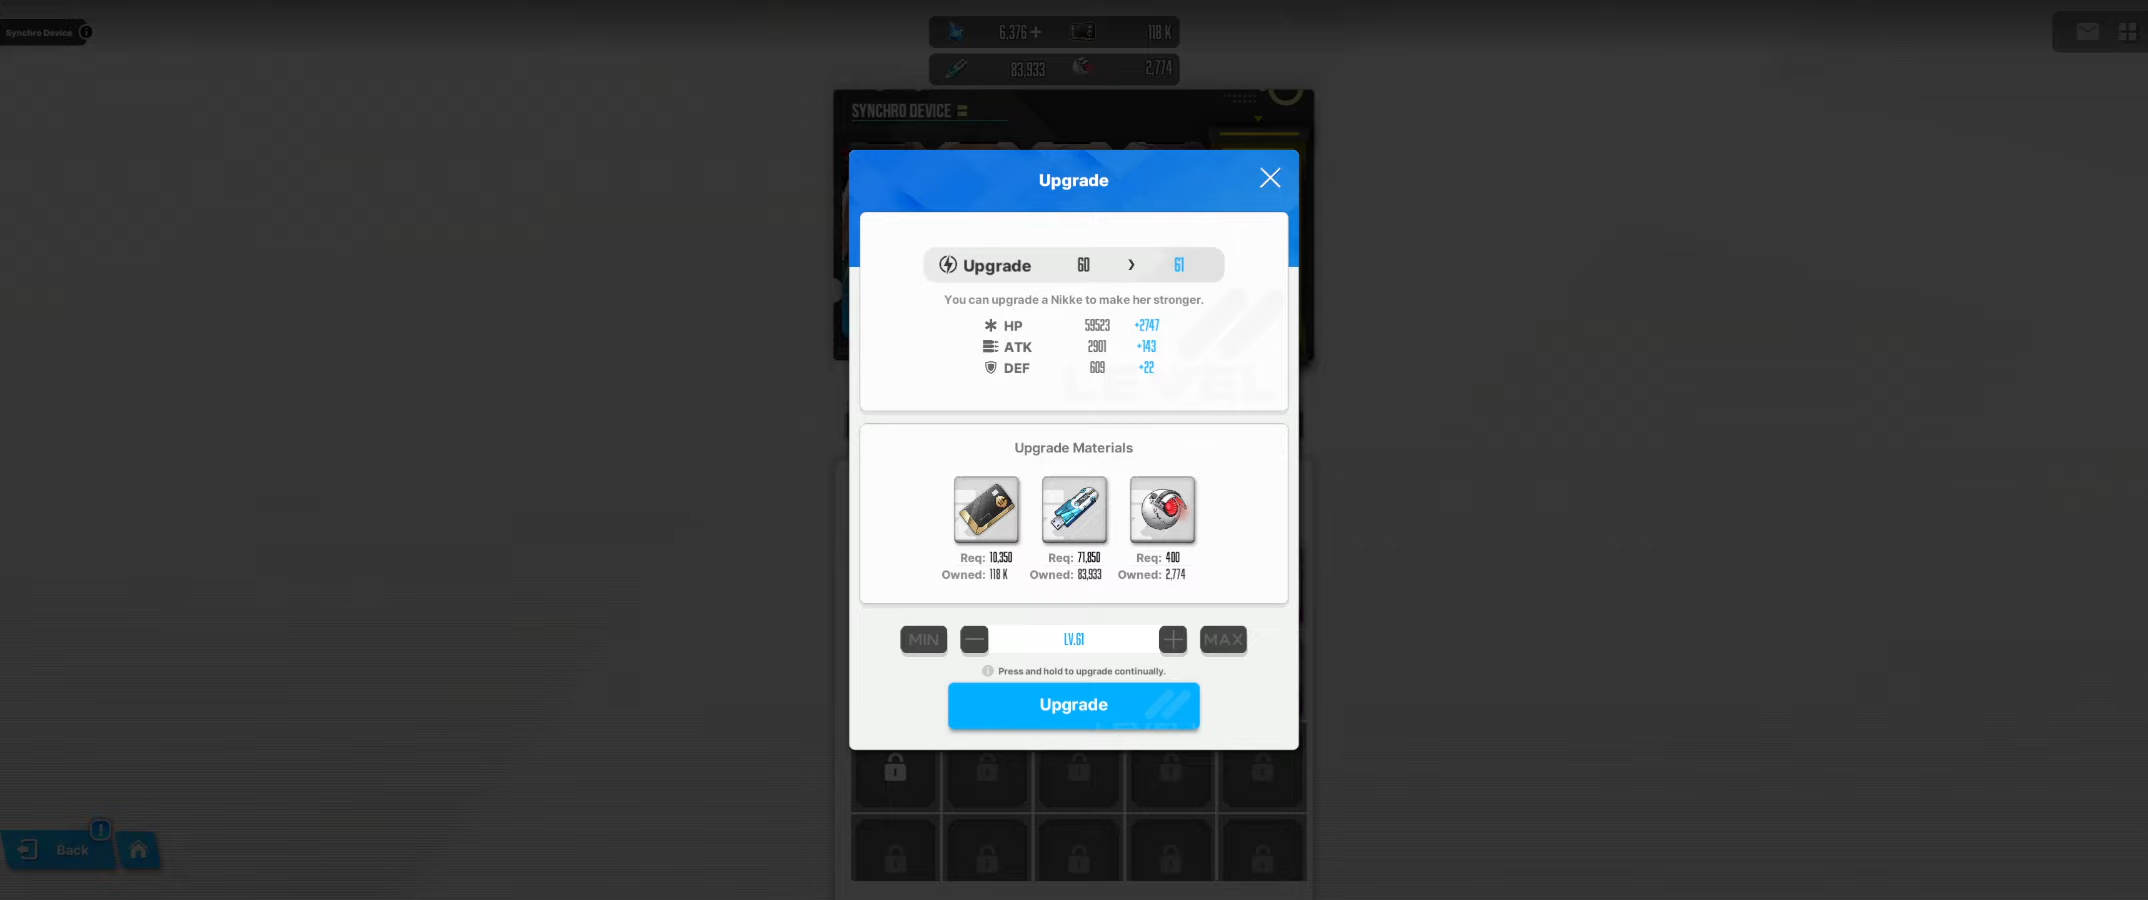 Synchro Device
6,376
118 K
83,933
2,774
SYNCHRO DEVICE
Upgrade
Upgrade 60 › 61
You can upgrade a Nikke to make her stronger.
HP 59523 +2747
ATK 2901 +143
DEF 609 +22
LEVEL
Upgrade Materials
Req: 10,350 Req: 71,850 Req: 400
Owned: 118 K Owned: 83,933 Owned: 2,774
MIN LV.61 MAX
Press and hold to upgrade continually.
Upgrade
LEVEL
Back